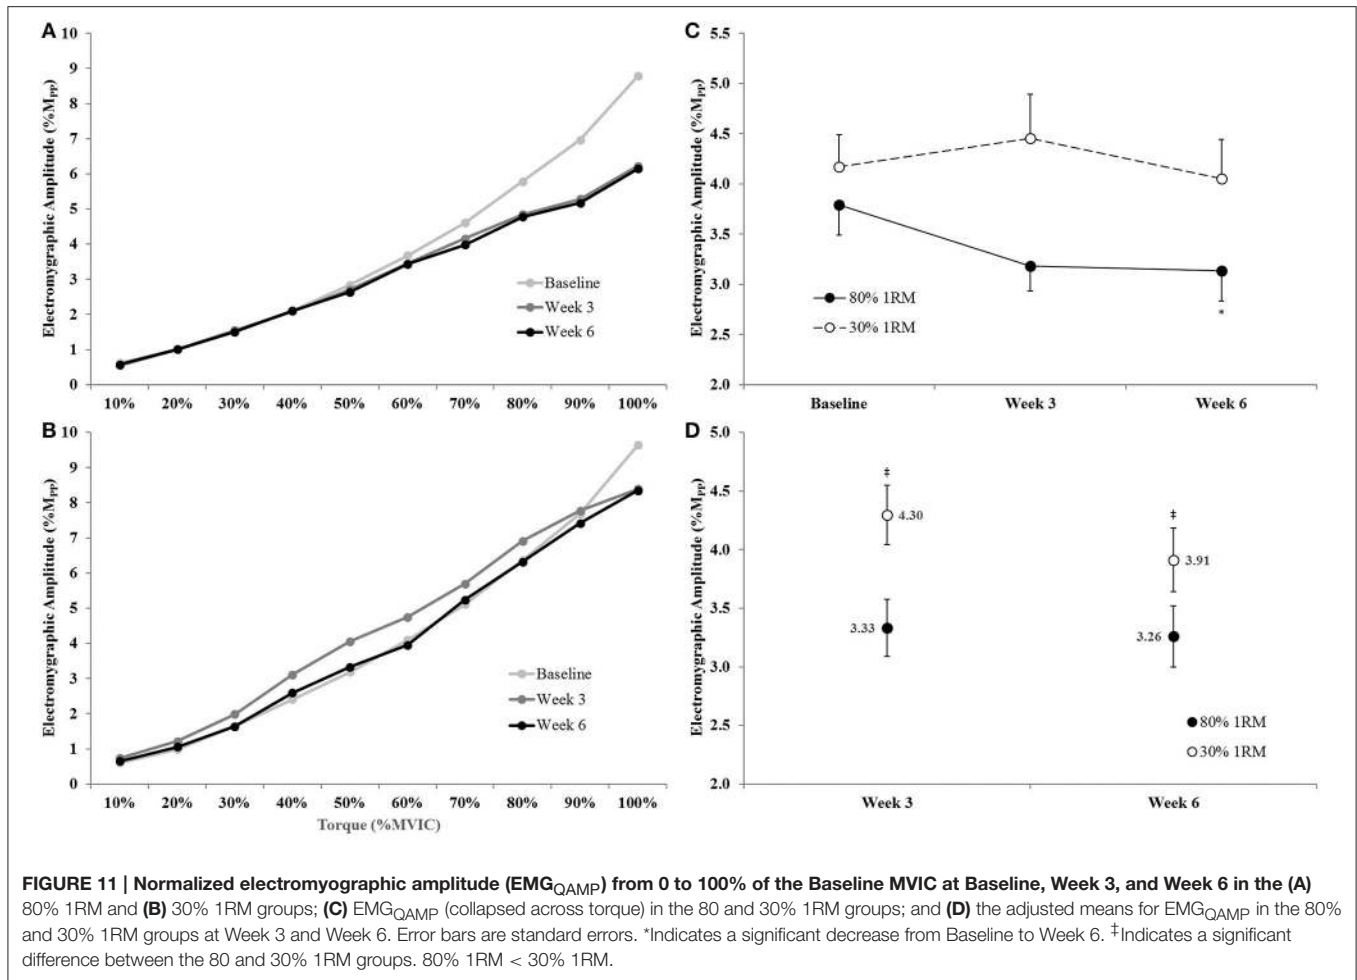 A
Electromygraphic Amplitude (%MPP)
10
9
8
7
6
5
4
3
2
1
0
Baseline
Week 3
Week 6
10% 20% 30% 40% 50% 60% 70% 80% 90% 100%
C
Electromygraphic Amplitude (%MPP)
5.5
5.0
4.5
4.0
3.5
3.0
2.5
2.0
80% 1RM
30% 1RM
*
Baseline Week 3 Week 6
B
Electromygraphic Amplitude (%MPP)
10
9
8
7
6
5
4
3
2
1
0
Baseline
Week 3
Week 6
10% 20% 30% 40% 50% 60% 70% 80% 90% 100%
Torque (%MVIC)
D
Electromygraphic Amplitude (%MPP)
5.0
4.5
4.0
3.5
3.0
2.5
2.0
‡
4.30
3.33
‡
3.91
3.26
80% 1RM
30% 1RM
Week 3 Week 6
FIGURE 11 | Normalized electromyographic amplitude (EMGQAMP) from 0 to 100% of the Baseline MVIC at Baseline, Week 3, and Week 6 in the (A)
80% 1RM and (B) 30% 1RM groups; (C) EMGQAMP (collapsed across torque) in the 80 and 30% 1RM groups; and (D) the adjusted means for EMGQAMP in the 80%
and 30% 1RM groups at Week 3 and Week 6. Error bars are standard errors. *Indicates a significant decrease from Baseline to Week 6. ‡Indicates a significant
difference between the 80 and 30% 1RM groups. 80% 1RM < 30% 1RM.